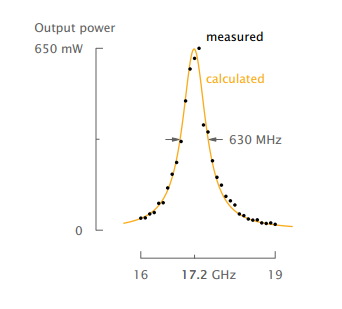 Output power
650 mW
measured
calculated
630 MHz
0
16
17.2 GHz
19